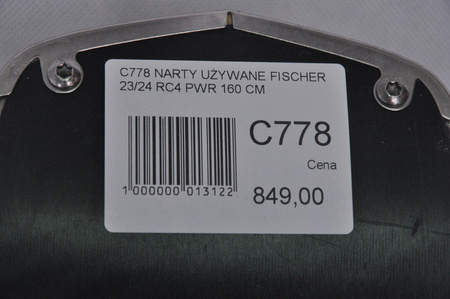 C778 NARTY UŻYWANE FISCHER
23/24 RC4 PWR 160 CM
C778
Cena
849,00
1 000000 013122